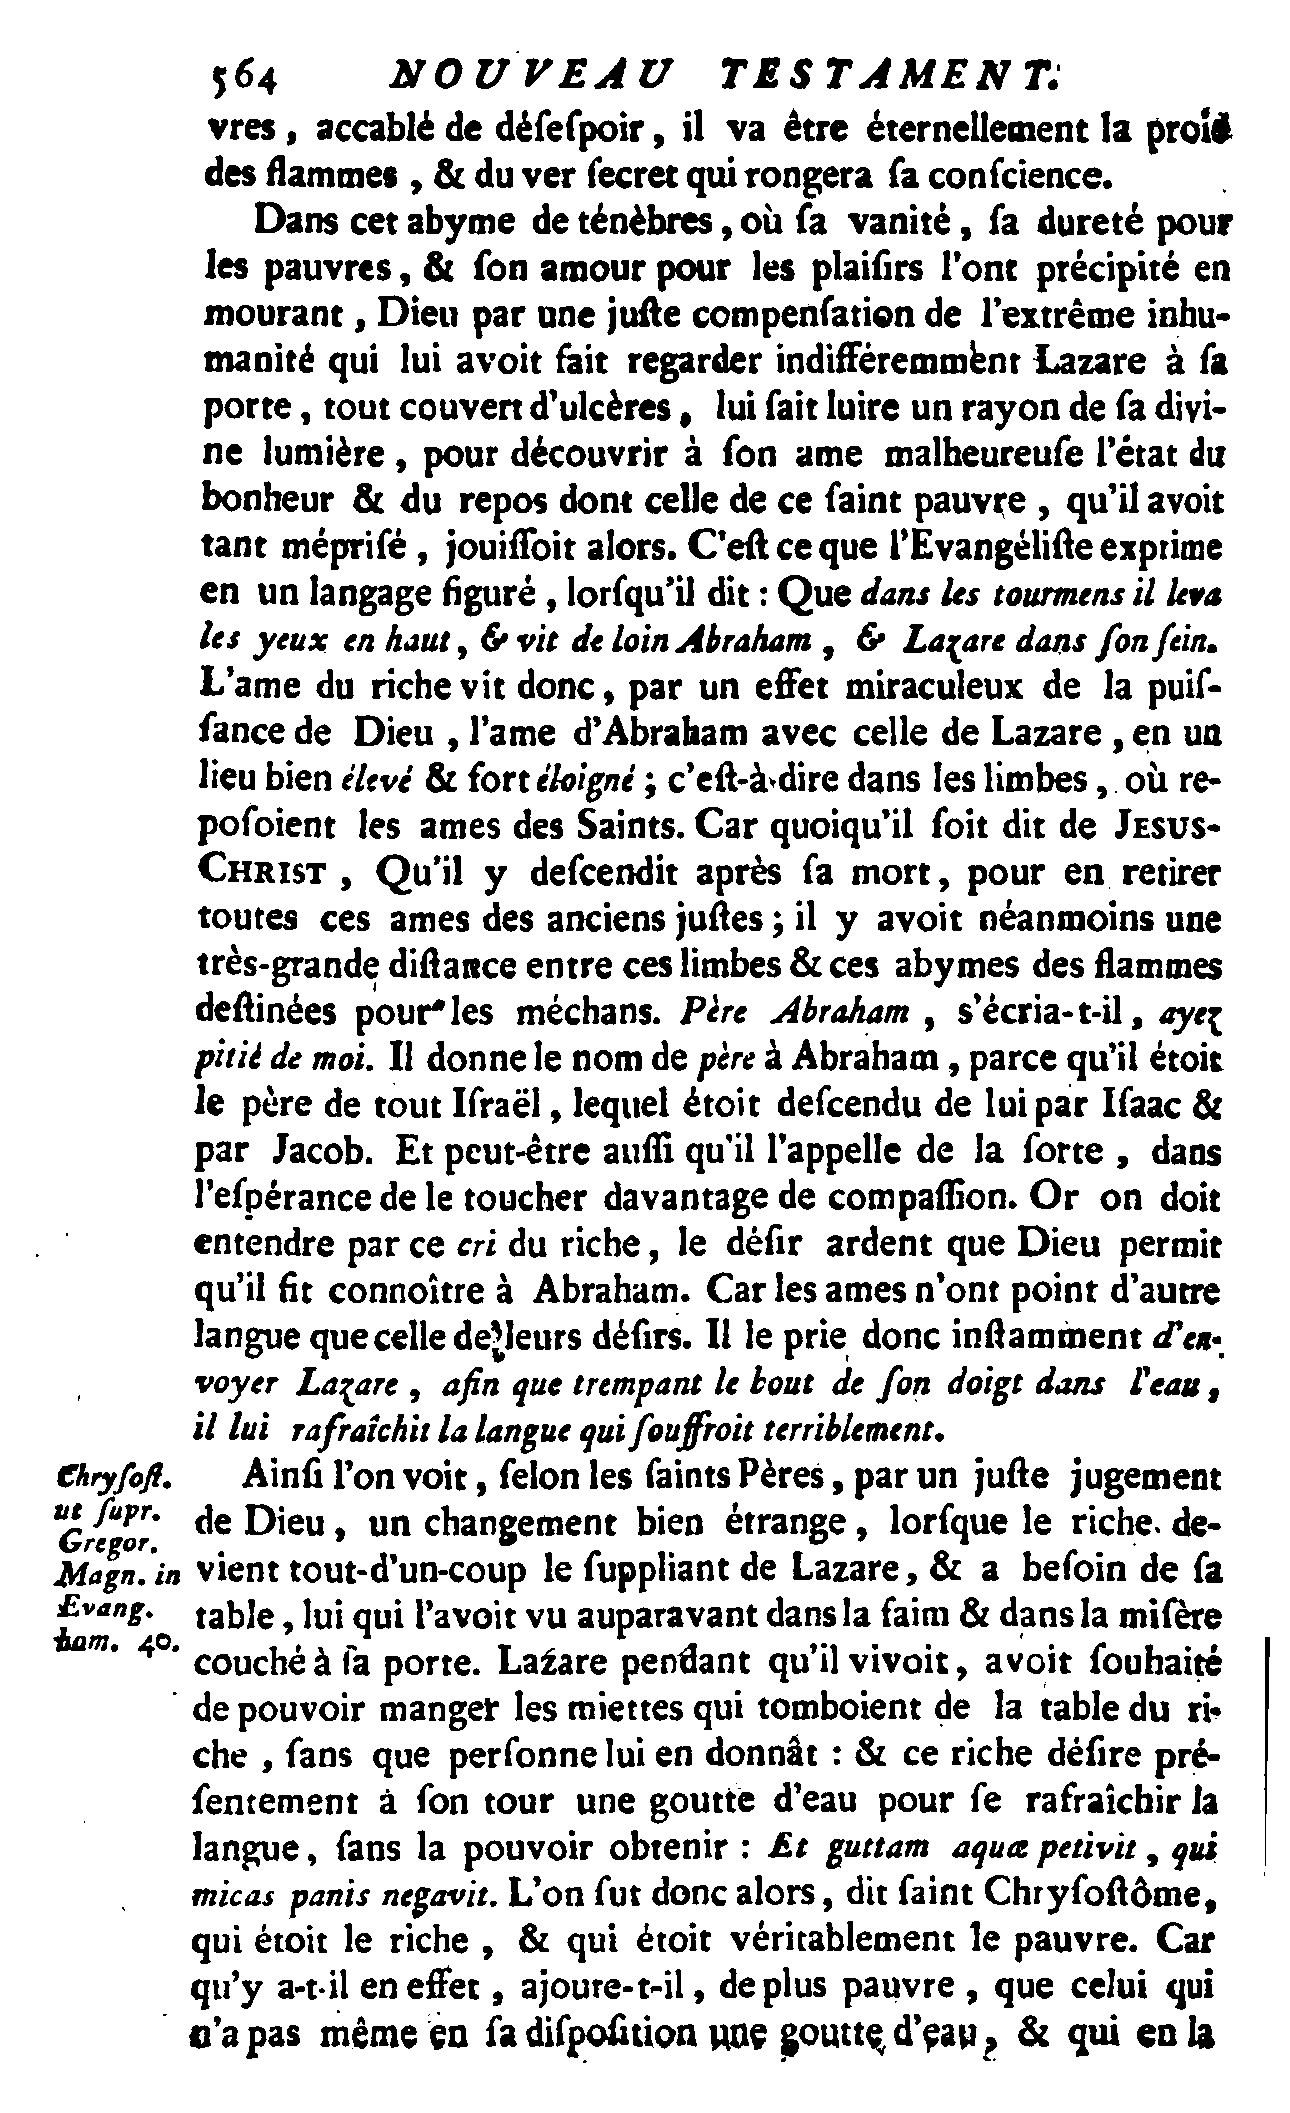 564 NOUVEAU TESTAMENT.
vres, accablé de déſeſpoir, il va être éternellement la proie
des flammes, & du ver ſecret qui rongera ſa conſcience.
Dans cet abyme de ténèbres, où ſa vanité, ſa dureté pour
les pauvres, & ſon amour pour les plaiſirs l'ont précipité en
mourant, Dieu par une juſte compenſation de l'extrême inhu-
manité qui lui avoit fait regarder indifféremmènt Lazare à ſa
porte, tout couvert d'ulcères, lui fait luire un rayon de ſa divi-
ne lumière, pour découvrir à ſon ame malheureuſe l'état du
bonheur & du repos dont celle de ce ſaint pauvre, qu'il avoit
tant mépriſé, jouiſſoit alors. C'eſt ce que l'Evangéliſte exprime
en un langage figuré, lorſqu'il dit : Que dans les tourmens il leva
les yeux en haut, & vit de loin Abraham, & Lazare dans ſon ſein.
L'ame du riche vit donc, par un effet miraculeux de la puiſ-
ſance de Dieu, l'ame d'Abraham avec celle de Lazare, en un
lieu bien élevé & fort éloigné ; c'eſt-à-dire dans les limbes, où re-
poſoient les ames des Saints. Car quoiqu'il ſoit dit de JESUS-
CHRIST, Qu'il y deſcendit après ſa mort, pour en retirer
toutes ces ames des anciens juſtes ; il y avoit néanmoins une
très-grande diſtance entre ces limbes & ces abymes des flammes
deſtinées pour les méchans. Père Abraham, s'écria-t-il, ayez
pitié de moi. Il donne le nom de père à Abraham, parce qu'il étoit
le père de tout Iſraël, lequel étoit deſcendu de lui par Iſaac &
par Jacob. Et peut-être auſſi qu'il l'appelle de la ſorte, dans
l'eſpérance de le toucher davantage de compaſſion. Or on doit
entendre par ce cri du riche, le déſir ardent que Dieu permit
qu'il fit connoître à Abraham. Car les ames n'ont point d'autre
langue que celle de leurs déſirs. Il le prie donc inſtamment d'en-
voyer Lazare, afin que trempant le bout de ſon doigt dans l'eau,
il lui rafraîchit la langue qui ſouffroit terriblement.
Chryſoſt.
ut ſupr.
Gregor.
Magn. in
Evang.
ham. 40.
Ainſi l'on voit, ſelon les ſaints Pères, par un juſte jugement
de Dieu, un changement bien étrange, lorſque le riche de-
vient tout-d'un-coup le ſuppliant de Lazare, & a beſoin de ſa
table, lui qui l'avoit vu auparavant dans la faim & dans la miſère
couché à ſa porte. Lazare pendant qu'il vivoit, avoit ſouhaité
de pouvoir manger les miettes qui tomboient de la table du ri-
che, ſans que perſonne lui en donnât : & ce riche déſire pré-
ſentement à ſon tour une goutte d'eau pour ſe rafraîchir la
langue, ſans la pouvoir obtenir : Et guttam aquæ petivit, qui
micas panis negavit. L'on ſut donc alors, dit ſaint Chryſoſtôme,
qui étoit le riche, & qui étoit véritablement le pauvre. Car
qu'y a-t-il en effet, ajoure-t-il, de plus pauvre, que celui qui
n'a pas même en ſa diſpoſition une goutte d'eau, & qui en la